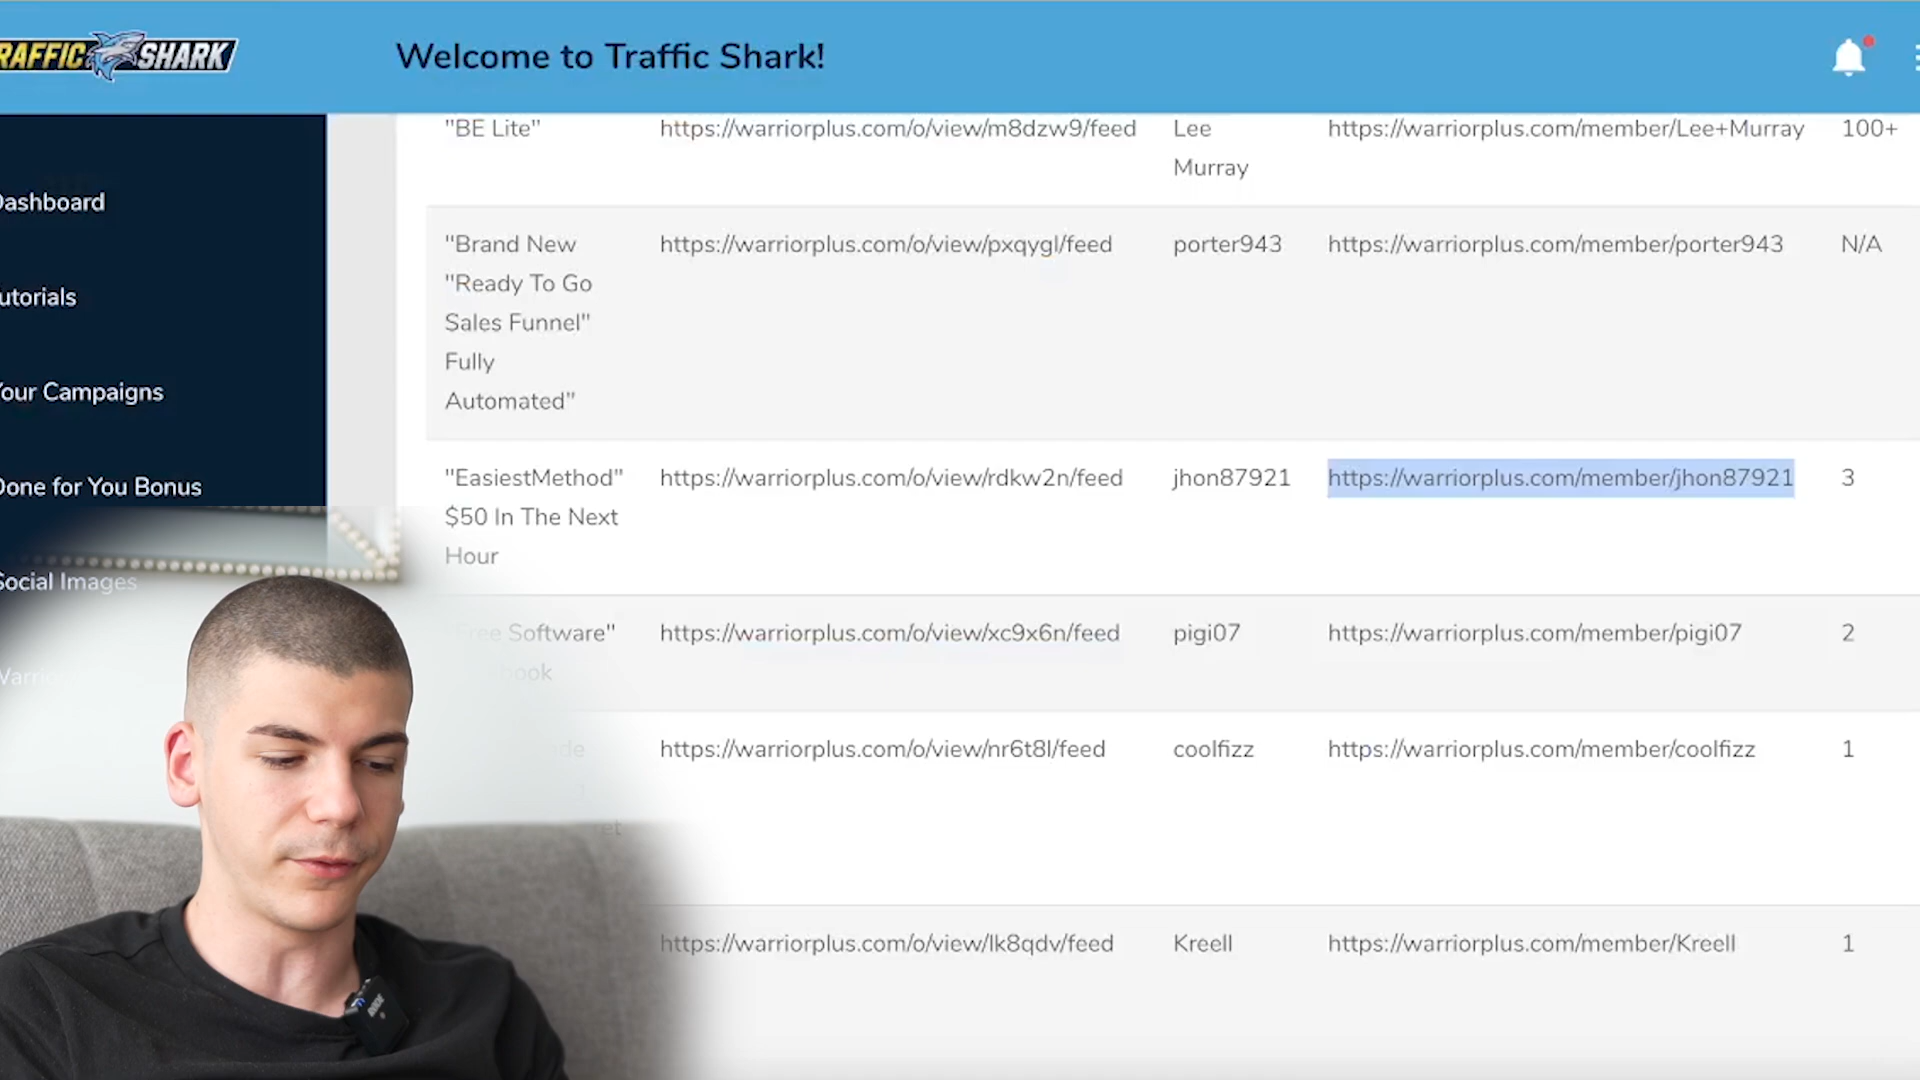 RAFFIC SHARK
Welcome to Traffic Shark!
Dashboard
utorials
Your Campaigns
Done for You Bonus
Social Images
Warrio
"BE Lite"
https://warriorplus.com/o/view/m8dzw9/feed
Lee
Murray
https://warriorplus.com/member/Lee+Murray
100+
"Brand New
"Ready To Go
Sales Funnel"
Fully
Automated"
https://warriorplus.com/o/view/pxqygl/feed
porter943
https://warriorplus.com/member/porter943
N/A
"EasiestMethod"
$50 In The Next
Hour
https://warriorplus.com/o/view/rdkw2n/feed
jhon87921
https://warriorplus.com/member/jhon87921
3
"Free Software"
book
https://warriorplus.com/o/view/xc9x6n/feed
pigi07
https://warriorplus.com/member/pigi07
2
https://warriorplus.com/o/view/nr6t8l/feed
coolfizz
https://warriorplus.com/member/coolfizz
1
https://warriorplus.com/o/view/lk8qdv/feed
Kreell
https://warriorplus.com/member/Kreell
1